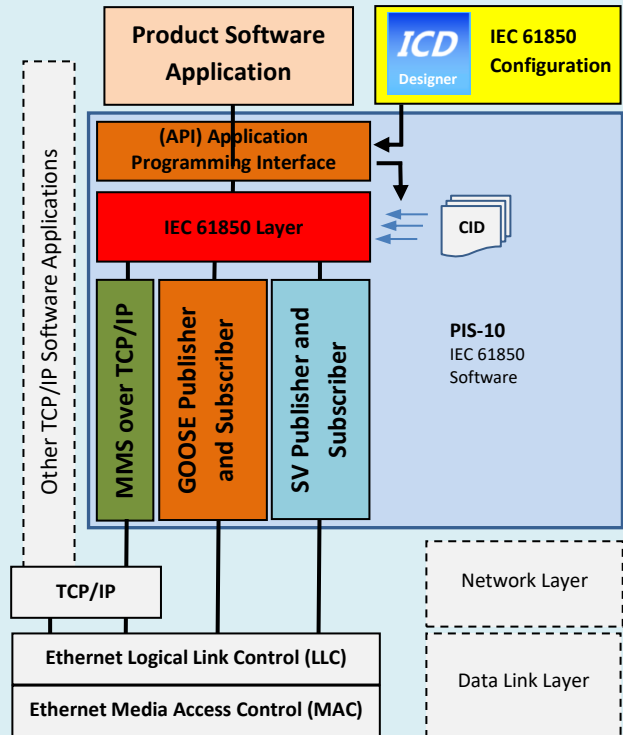 Product Software
Application
ICD
Designer
IEC 61850
Configuration
Other TCP/IP Software Applications
(API) Application
Programming Interface
IEC 61850 Layer
CID
MMS over TCP/IP
GOOSE Publisher
and Subscriber
SV Publisher and
Subscriber
PIS-10
IEC 61850
Software
TCP/IP
Network Layer
Ethernet Logical Link Control (LLC)
Ethernet Media Access Control (MAC)
Data Link Layer